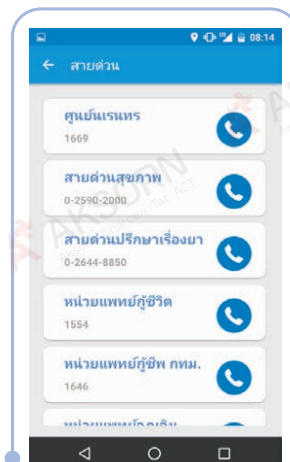 08:14
สายด่วน
ศูนย์นเรนทร
1669
สายด่วนสุขภาพ
0-2590-2000
สายด่วนปรึกษาเรื่องยา
0-2644-8850
หน่วยแพทย์กู้ชีวิต
1554
หน่วยแพทย์กู้ชีพ กทม.
1646
AKSORN